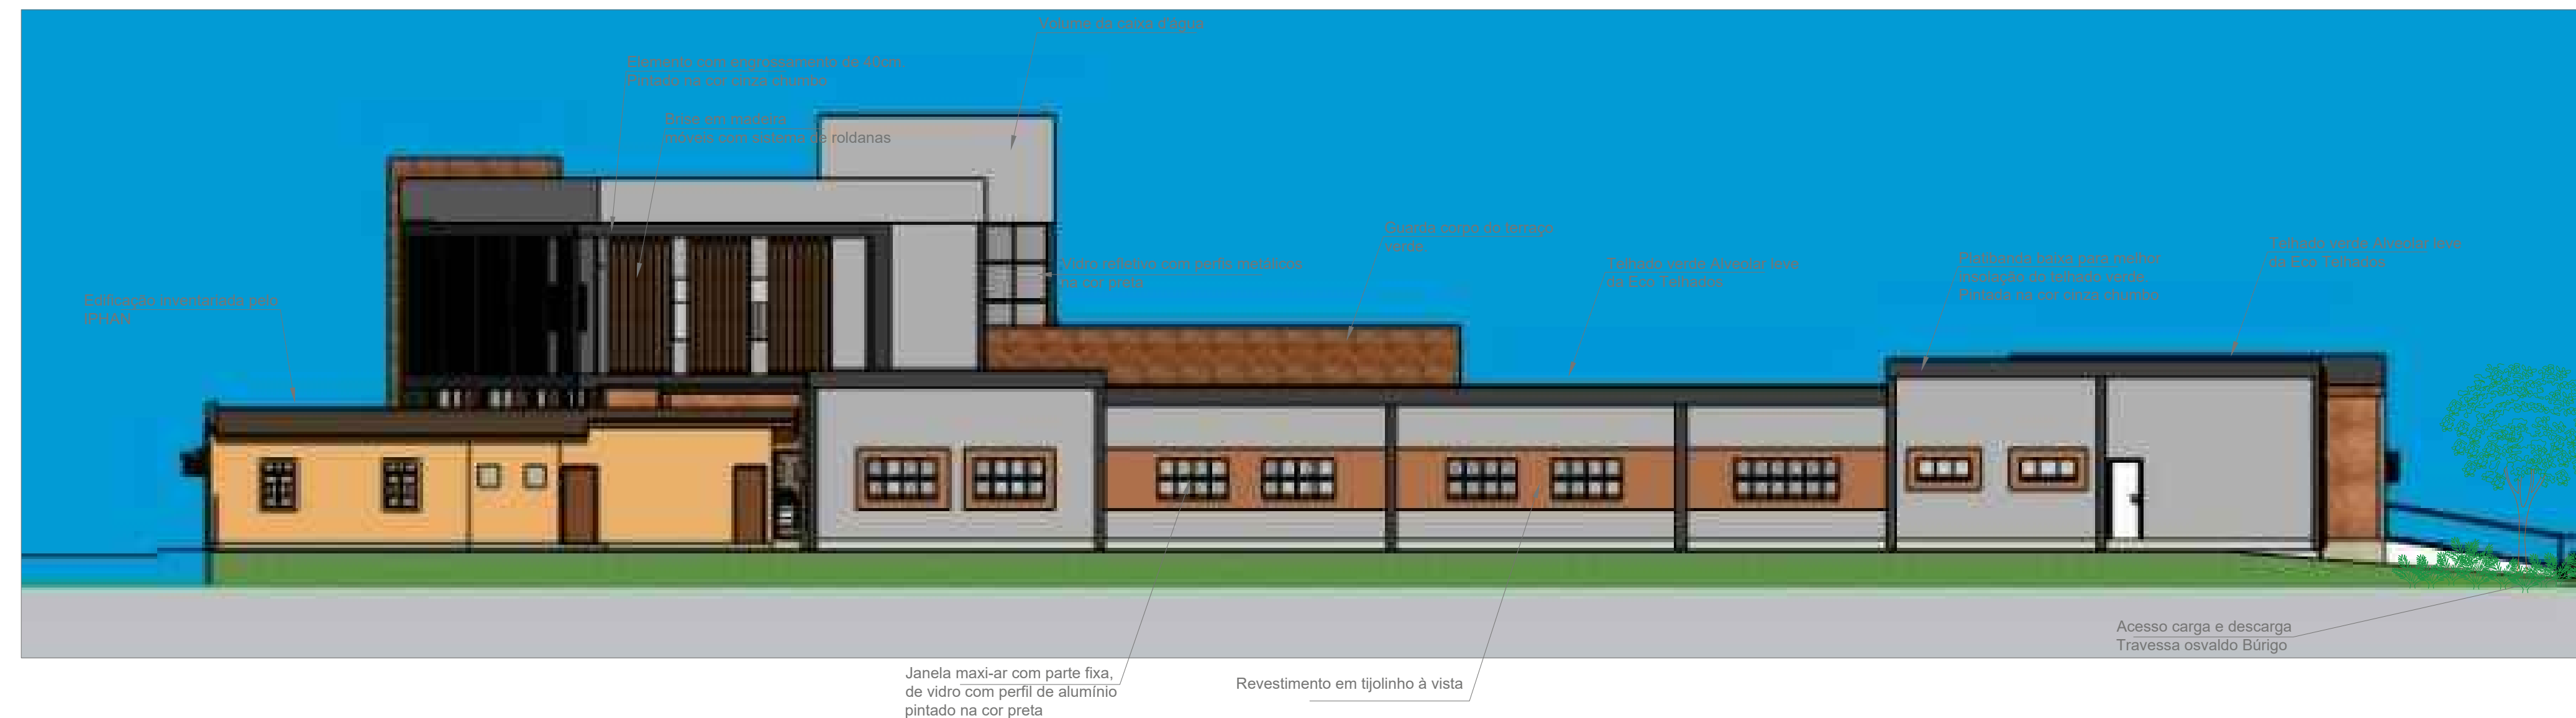 Volume da caixa d'água
Elemento com engrossamento de 40cm
Pintado na cor cinza chumbo
Brise em madeira
móveis com sistema de roldanas
Guarda corpo do terraço
verde
Vidro refletivo com perfis metálicos
na cor preta
Telhado verde Alveolar leve
da Eco Telhados
Platibanda baixa para melhor
insolação do telhado verde
Pintado na cor cinza chumbo
Telhado verde Alveolar leve
da Eco Telhados
Edificação inventariada pelo
IPHAN
Acesso carga e descarga
Travessa osvaldo Búrigo
Janela maxi-ar com parte fixa,
de vidro com perfil de alumínio
pintado na cor preta
Revestimento em tijolinho à vista